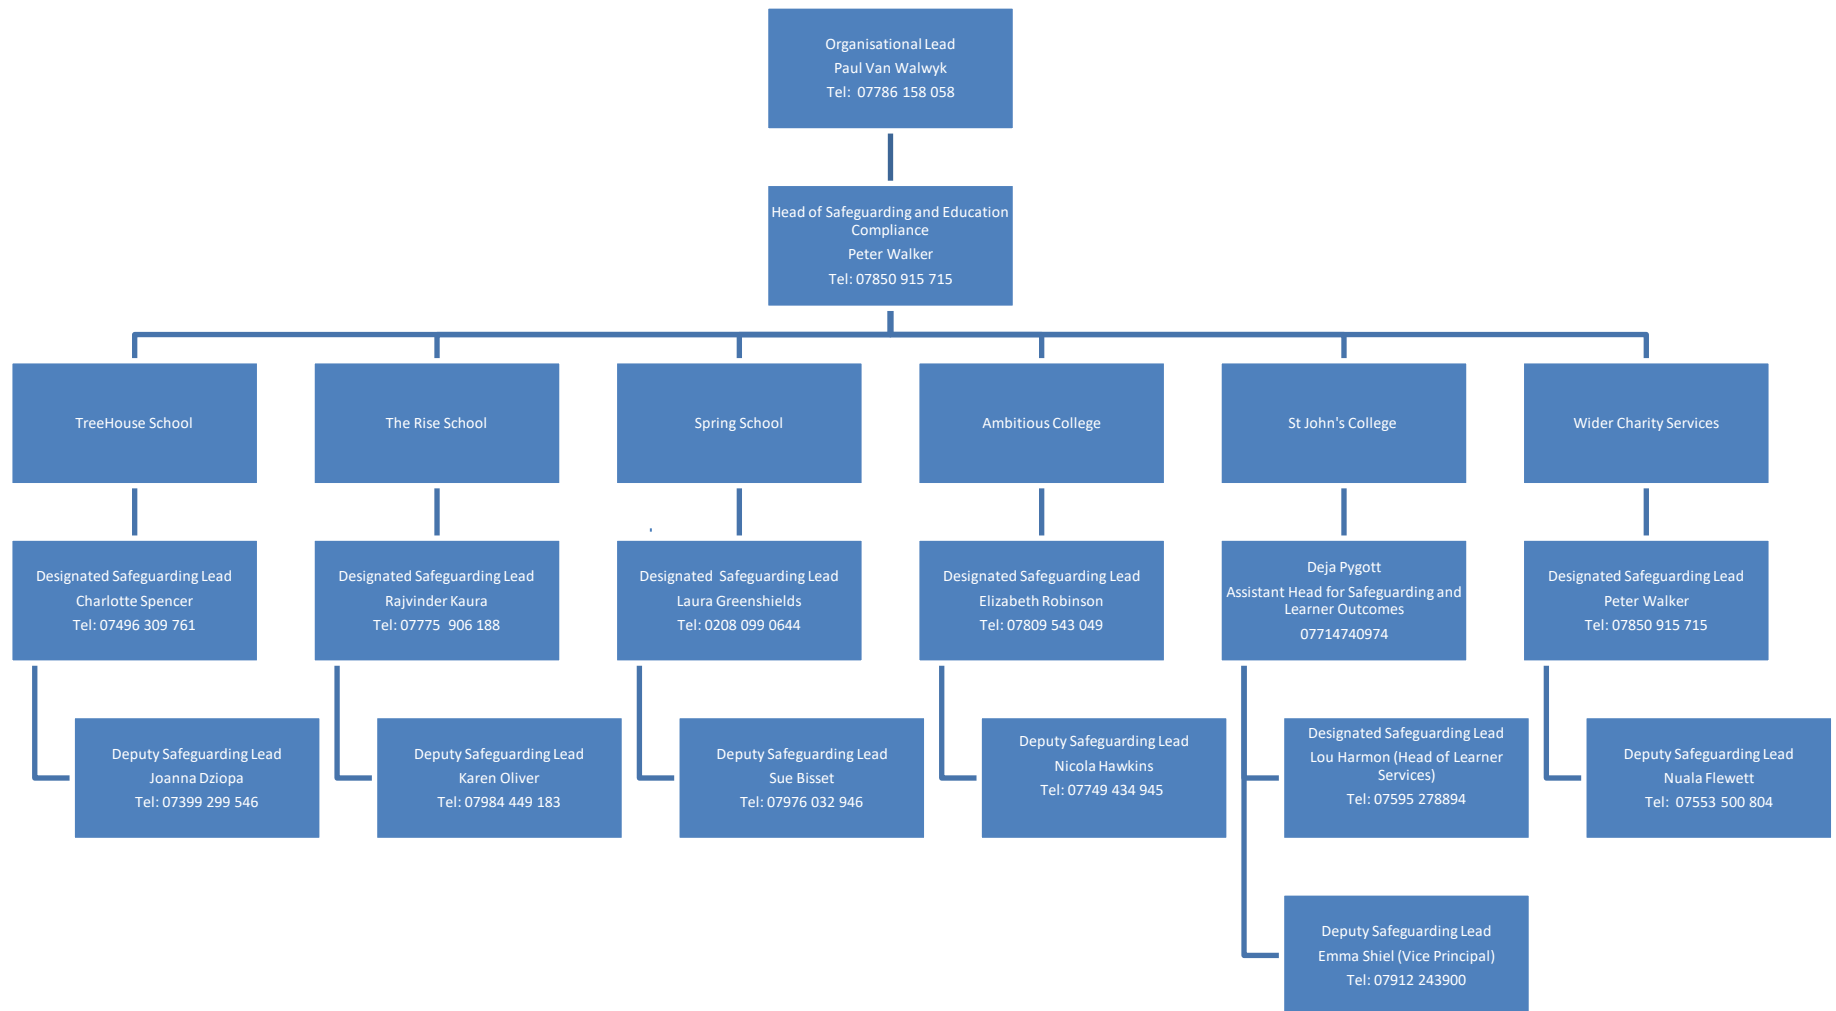 Organisational Lead
Paul Van Walwyk
Tel:  07786 158 058
Head of Safeguarding and Education
Compliance
Peter Walker
Tel: 07850 915 715
TreeHouse School
The Rise School
Spring School
Ambitious College
St John's College
Wider Charity Services
Designated Safeguarding Lead
Charlotte Spencer
Tel: 07496 309 761
Designated Safeguarding Lead
Rajvinder Kaura
Tel: 07775  906 188
Designated  Safeguarding Lead
Laura Greenshields
Tel: 0208 099 0644
Designated Safeguarding Lead
Elizabeth Robinson
Tel: 07809 543 049
Deja Pygott
Assistant Head for Safeguarding and
Learner Outcomes
07714740974
Designated Safeguarding Lead
Peter Walker
Tel: 07850 915 715
Deputy Safeguarding Lead
Joanna Dziopa
Tel: 07399 299 546
Deputy Safeguarding Lead
Karen Oliver
Tel: 07984 449 183
Deputy Safeguarding Lead
Sue Bisset
Tel: 07976 032 946
Deputy Safeguarding Lead
Nicola Hawkins
Tel: 07749 434 945
Designated Safeguarding Lead
Lou Harmon (Head of Learner
Services)
Tel: 07595 278894
Deputy Safeguarding Lead
Nuala Flewett
Tel:  07553 500 804
Deputy Safeguarding Lead
Emma Shiel (Vice Principal)
Tel: 07912 243900